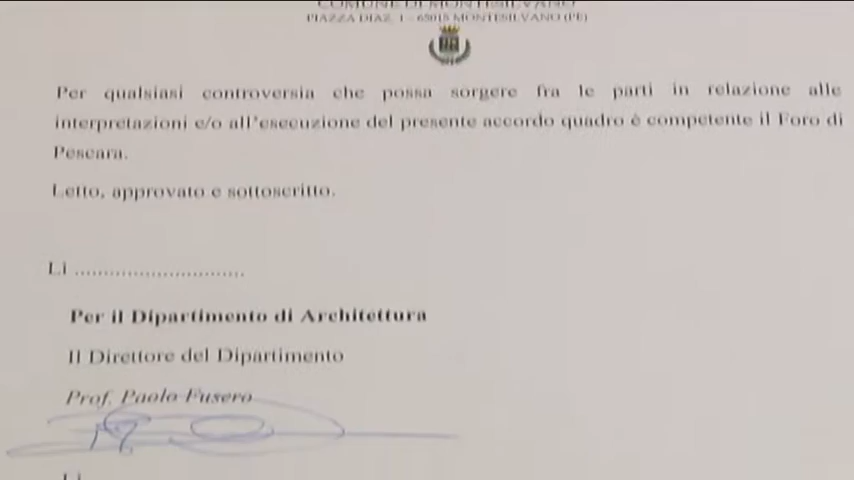 COMUNE DI MONTESILVANO
PIAZZA DIAZ, 1 - 65015 MONTESILVANO (PE)
Per qualsiasi controversia che possa sorgere fra le parti in relazione alle
interpretazioni e/o all'esecuzione del presente accordo quadro è competente il Foro di
Pescara.
Letto, approvato e sottoscritto.
Lì ..............................
Per il Dipartimento di Architettura
Il Direttore del Dipartimento
Prof. Paolo Fusero